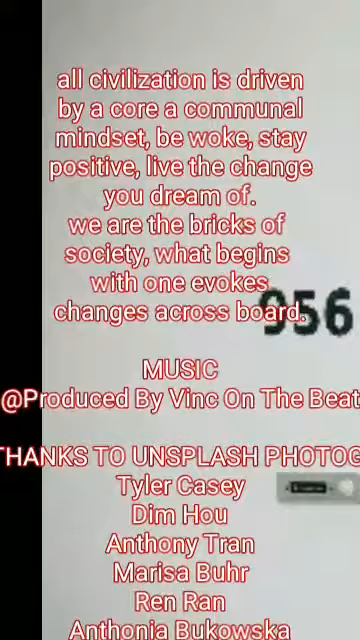 all civilization is driven
by a core a communal
mindset, be woke, stay
positive, live the change
you dream of.
we are the bricks of
society, what begins
with one evokes
changes across board.
956
MUSIC
@Produced By Vinc On The Beat
THANKS TO UNSPLASH PHOTOG
Tyler Casey
Dim Hou
Anthony Tran
Marisa Buhr
Ren Ran
Anthonia Bukowska